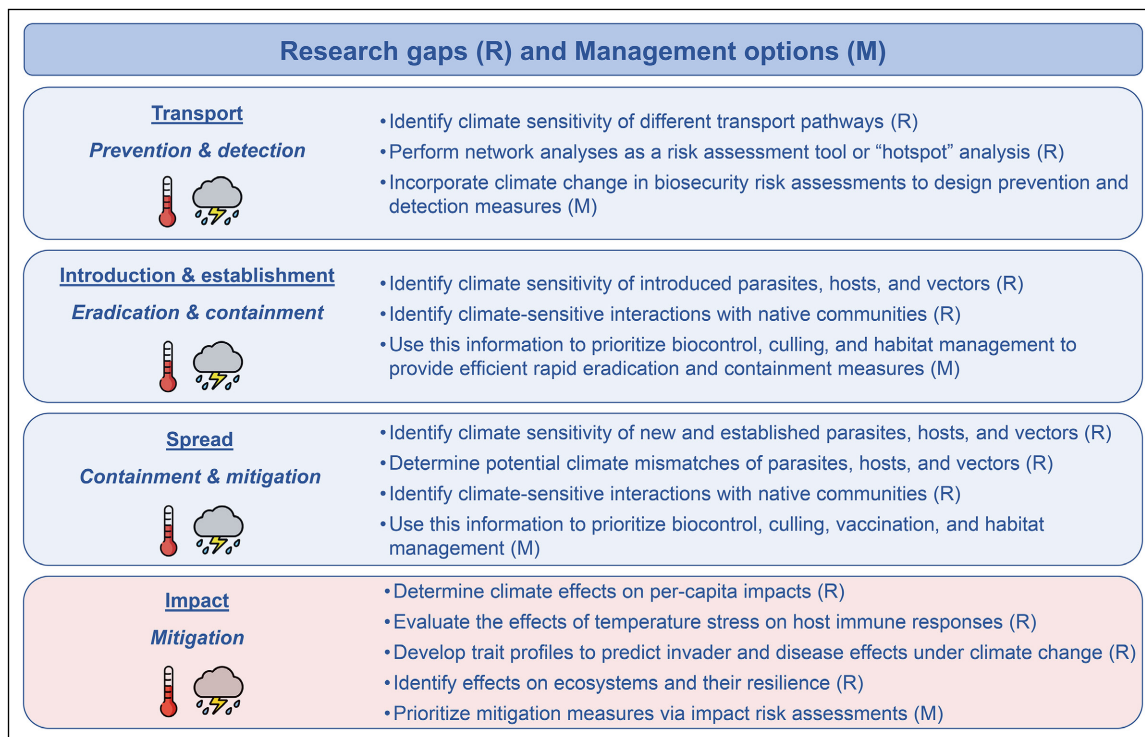 Research gaps (R) and Management options (M)
Transport
Prevention & detection
•Identify climate sensitivity of different transport pathways (R)
•Perform network analyses as a risk assessment tool or “hotspot” analysis (R)
•Incorporate climate change in biosecurity risk assessments to design prevention and
detection measures (M)
Introduction & establishment
Eradication & containment
•Identify climate sensitivity of introduced parasites, hosts, and vectors (R)
•Identify climate-sensitive interactions with native communities (R)
•Use this information to prioritize biocontrol, culling, and habitat management to
provide efficient rapid eradication and containment measures (M)
Spread
Containment & mitigation
•Identify climate sensitivity of new and established parasites, hosts, and vectors (R)
•Determine potential climate mismatches of parasites, hosts, and vectors (R)
•Identify climate-sensitive interactions with native communities (R)
•Use this information to prioritize biocontrol, culling, vaccination, and habitat
management (M)
Impact
Mitigation
•Determine climate effects on per-capita impacts (R)
•Evaluate the effects of temperature stress on host immune responses (R)
•Develop trait profiles to predict invader and disease effects under climate change (R)
•Identify effects on ecosystems and their resilience (R)
•Prioritize mitigation measures via impact risk assessments (M)